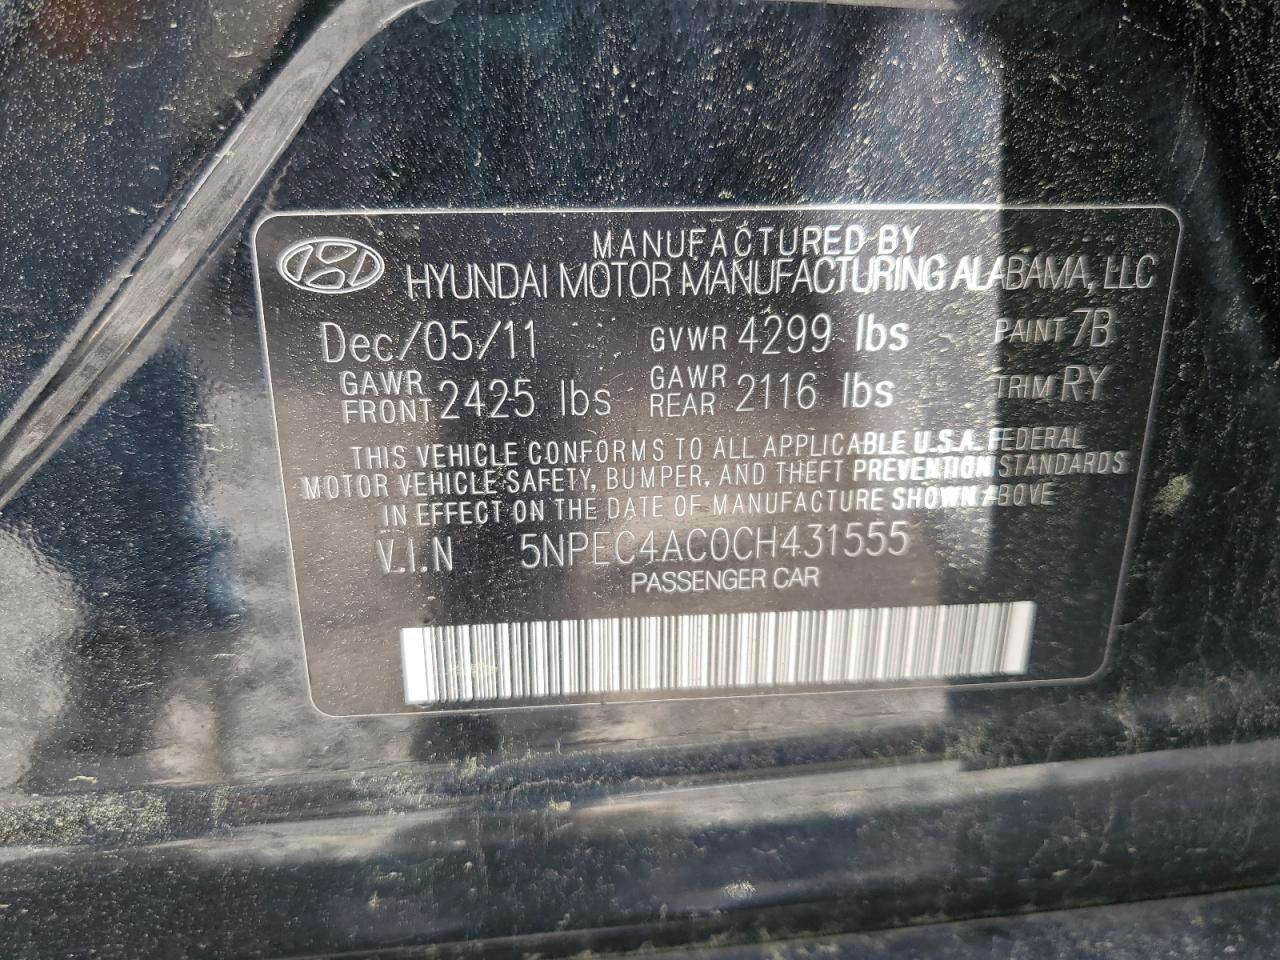 MANUFACTURED BY
HYUNDAI MOTOR MANUFACTURING ALABAMA, LLC
Dec/05/11 GVWR 4299 lbs PAINT 7B
GAWR FRONT 2425 lbs GAWR REAR 2116 lbs TRIM RY
THIS VEHICLE CONFORMS TO ALL APPLICABLE U.S.A. FEDERAL
MOTOR VEHICLE SAFETY, BUMPER, AND THEFT PREVENTION STANDARDS
IN EFFECT ON THE DATE OF MANUFACTURE SHOWN ABOVE
V.I.N 5NPEC4AC0CH431555
PASSENGER CAR